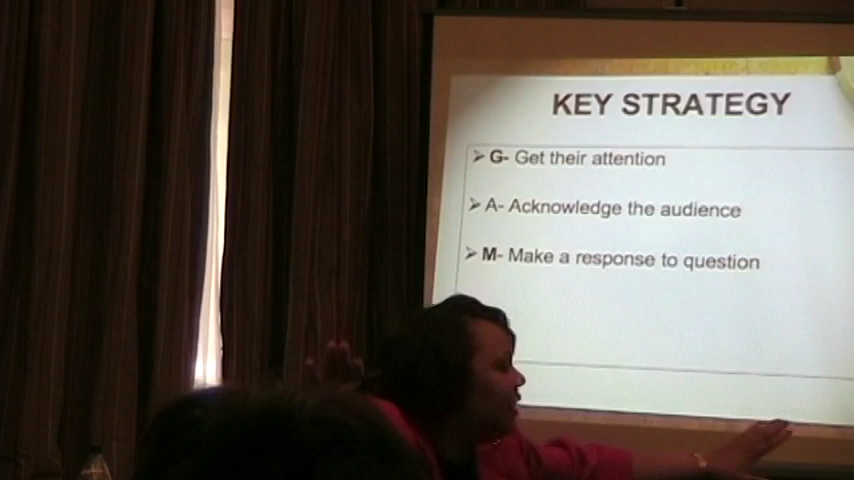 KEY STRATEGY
➢ G- Get their attention
➢ A- Acknowledge the audience
➢ M- Make a response to question